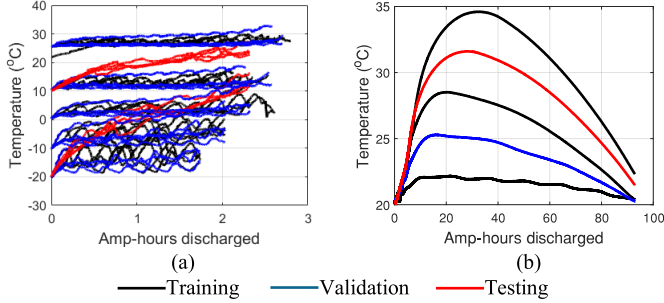 40
30
20
10
0
-10
-20
-30
0
1
2
3
Temperature (°C)
Amp-hours discharged
(a)
35
30
25
20
0
20
40
60
80
100
Temperature (°C)
Amp-hours discharged
(b)
Training
Validation
Testing